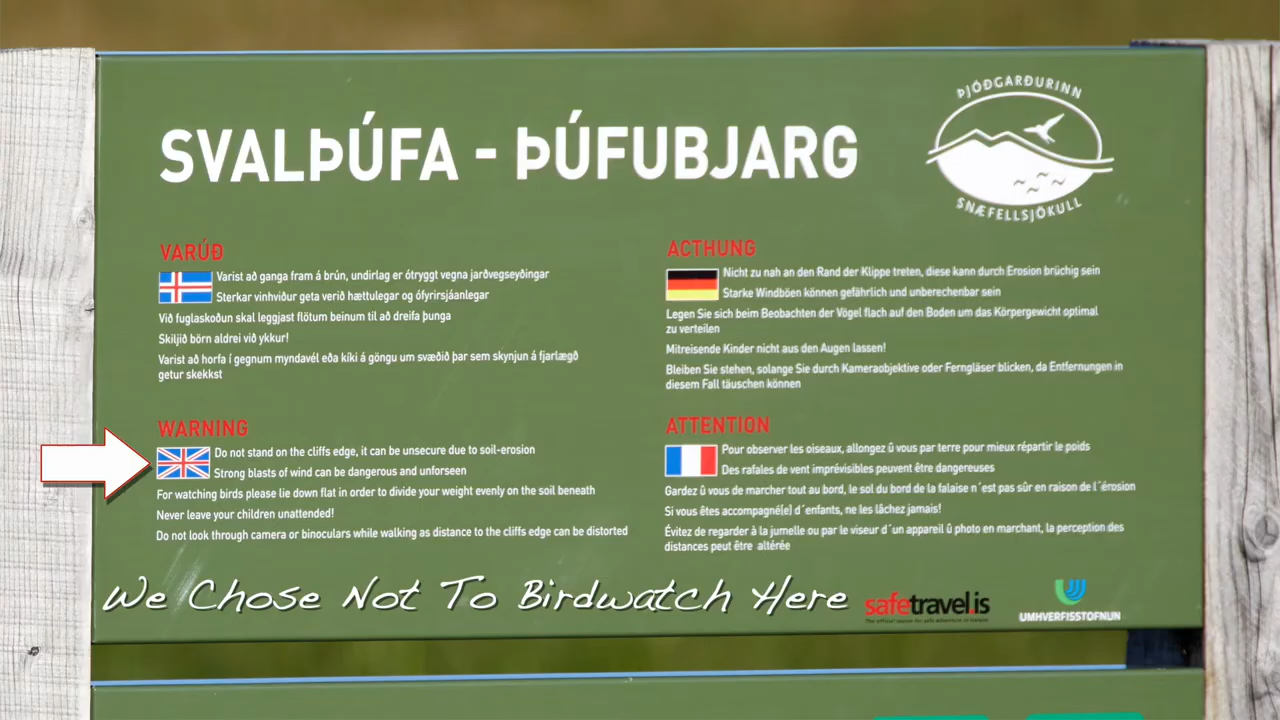 SVALÞÚFA - ÞÚFUBJARG
ÞJÓÐGARÐURINN
SNÆFELLSJÖKULL
VARÚÐ
Varist að ganga fram á brún, undirlag er ótryggt vegna jarðvegseyðingar
Sterkar vinhviður geta verið hættulegar og ófyrirsjáanlegar
Við fuglaskoðun skal leggjast flötum beinum til að dreifa þunga
Skiljið börn aldrei við ykkur!
Varist að horfa í gegnum myndavél eða kíki á göngu um svæðið þar sem skynjun á fjarlægð
getur skekkst
ACTHUNG
Nicht zu nah an den Rand der Klippe treten, diese kann durch Erosion brüchig sein
Starke Windböen können gefährlich und unberechenbar sein
Legen Sie sich beim Beobachten der Vögel flach auf den Boden um das Körpergewicht optimal
zu verteilen
Mitreisende Kinder nicht aus den Augen lassen!
Bleiben Sie stehen, solange Sie durch Kameraobjektive oder Ferngläser blicken, da Entfernungen in
diesem Fall täuschen können
WARNING
Do not stand on the cliffs edge, it can be unsecure due to soil-erosion
Strong blasts of wind can be dangerous and unforseen
For watching birds please lie down flat in order to divide your weight evenly on the soil beneath
Never leave your children unattended!
Do not look through camera or binoculars while walking as distance to the cliffs edge can be distorted
ATTENTION
Pour observer les oiseaux, allongez û vous par terre pour mieux répartir le poids
Des rafales de vent imprévisibles peuvent être dangereuses
Gardez û vous de marcher tout au bord, le sol du bord de la falaise n´est pas sûr en raison de l´érosion
Si vous êtes accompagné(e) d´enfants, ne les lâchez jamais!
Évitez de regarder à la jumelle ou par le viseur d´un appareil û photo en marchant, la perception des
distances peut être altérée
We Chose Not To Birdwatch Here
safetravel.is
The official source for safe adventure in Iceland
UMHVERFISSTOFNUN